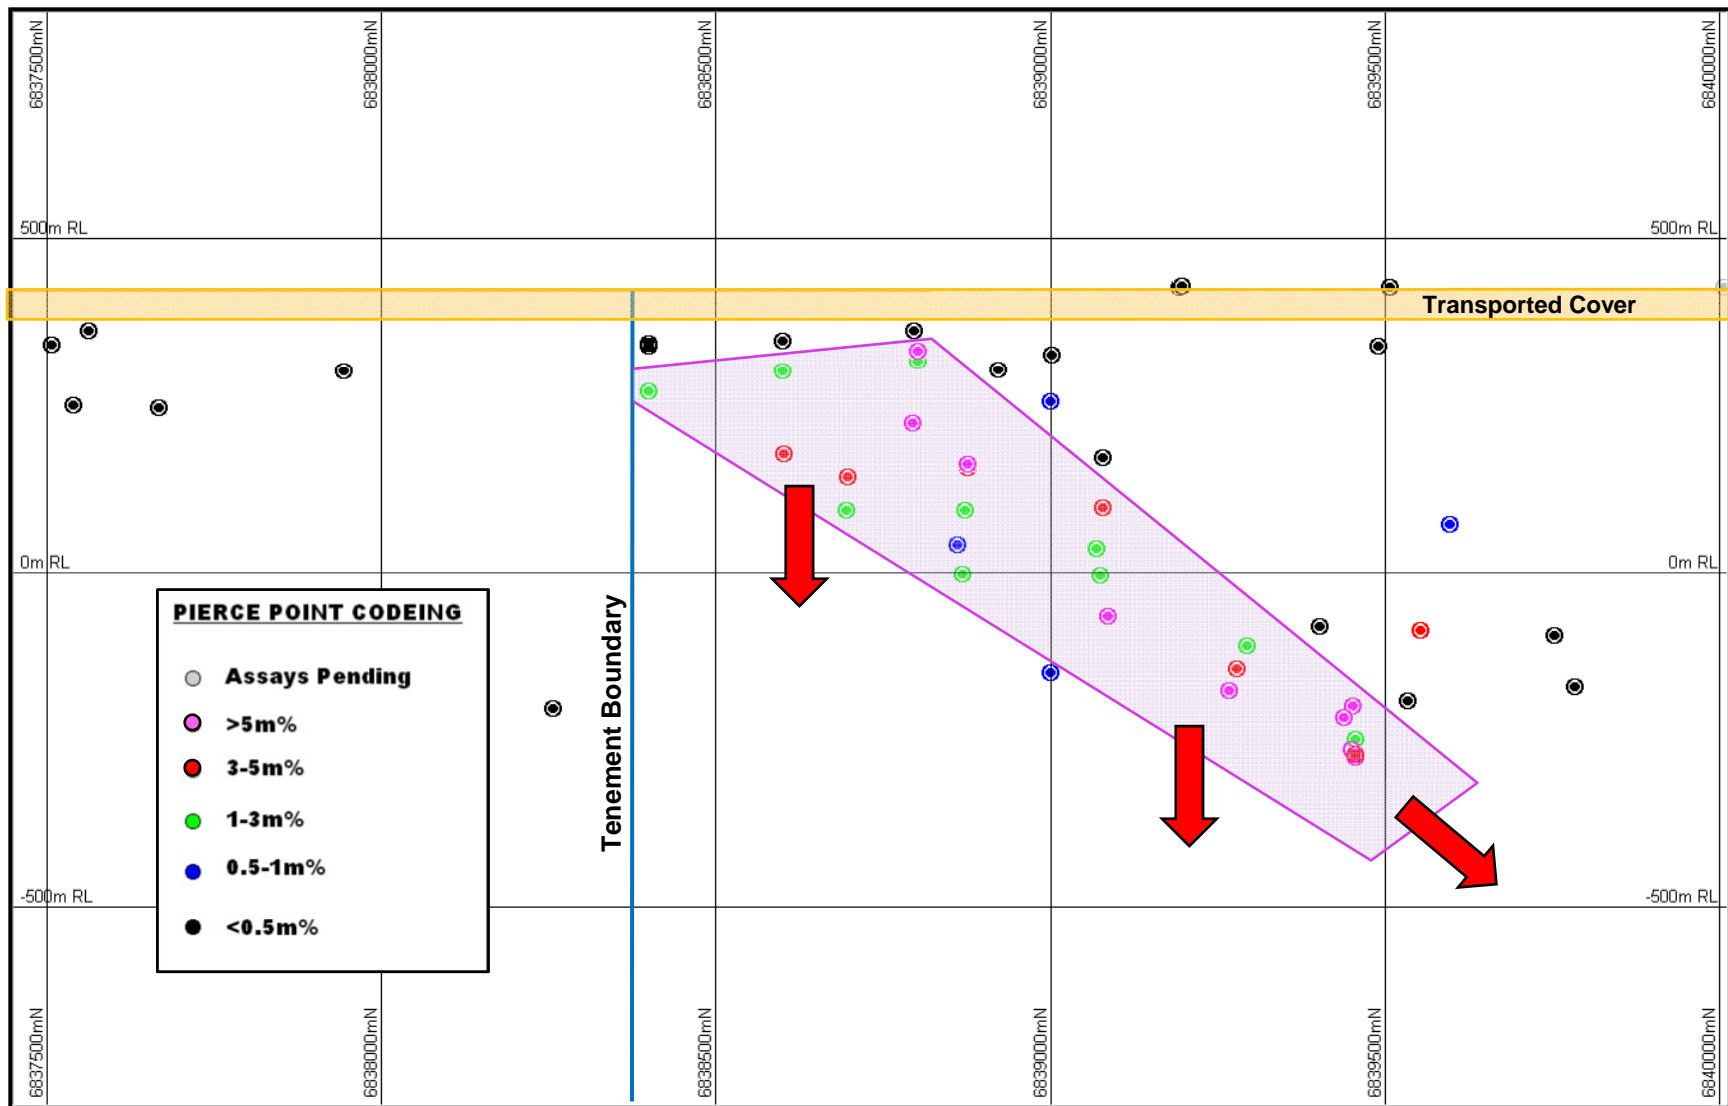 6837500mN
6838000mN
6838500mN
6839000mN
6839500mN
6840000mN
500m RL
500m RL
Transported Cover
0m RL
0m RL
PIERCE POINT CODEING
Assays Pending
>5m%
3-5m%
1-3m%
0.5-1m%
<0.5m%
Tenement Boundary
-500m RL
-500m RL
6837500mN
6838000mN
6838500mN
6839000mN
6839500mN
6840000mN